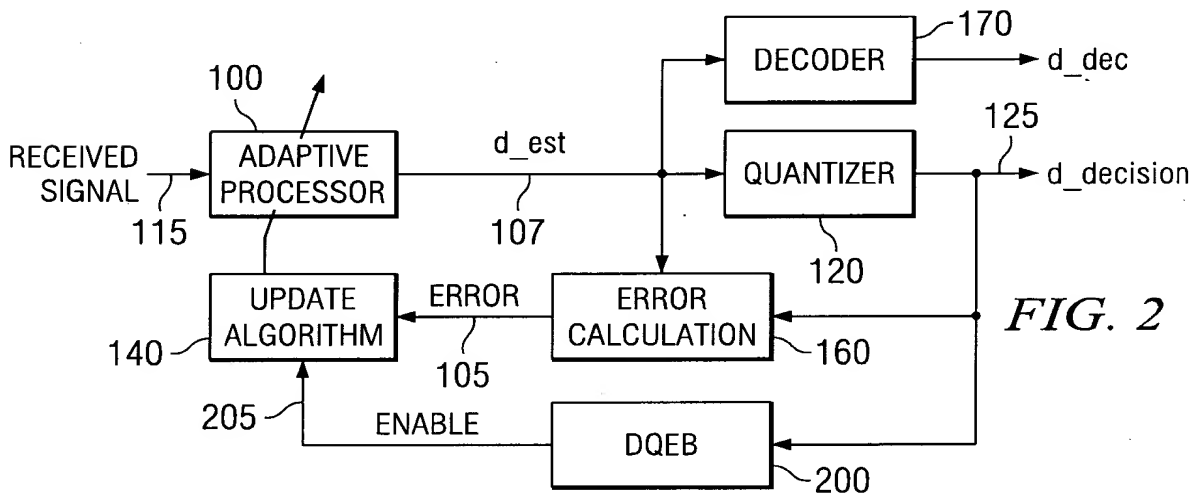 170
DECODER
d_dec
100
125
RECEIVED
SIGNAL
ADAPTIVE
PROCESSOR
d_est
QUANTIZER
d_decision
115
107
120
UPDATE
ALGORITHM
ERROR
ERROR
CALCULATION
FIG. 2
140
105
160
205
ENABLE
DQEB
200